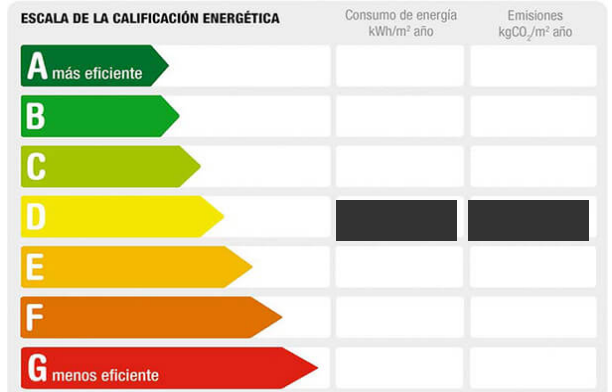 ESCALA DE LA CALIFICACIÓN ENERGÉTICA
Consumo de energía
kWh/m² año
Emisiones
kgCO₂/m² año
A más eficiente
B
C
D
E
F
G menos eficiente